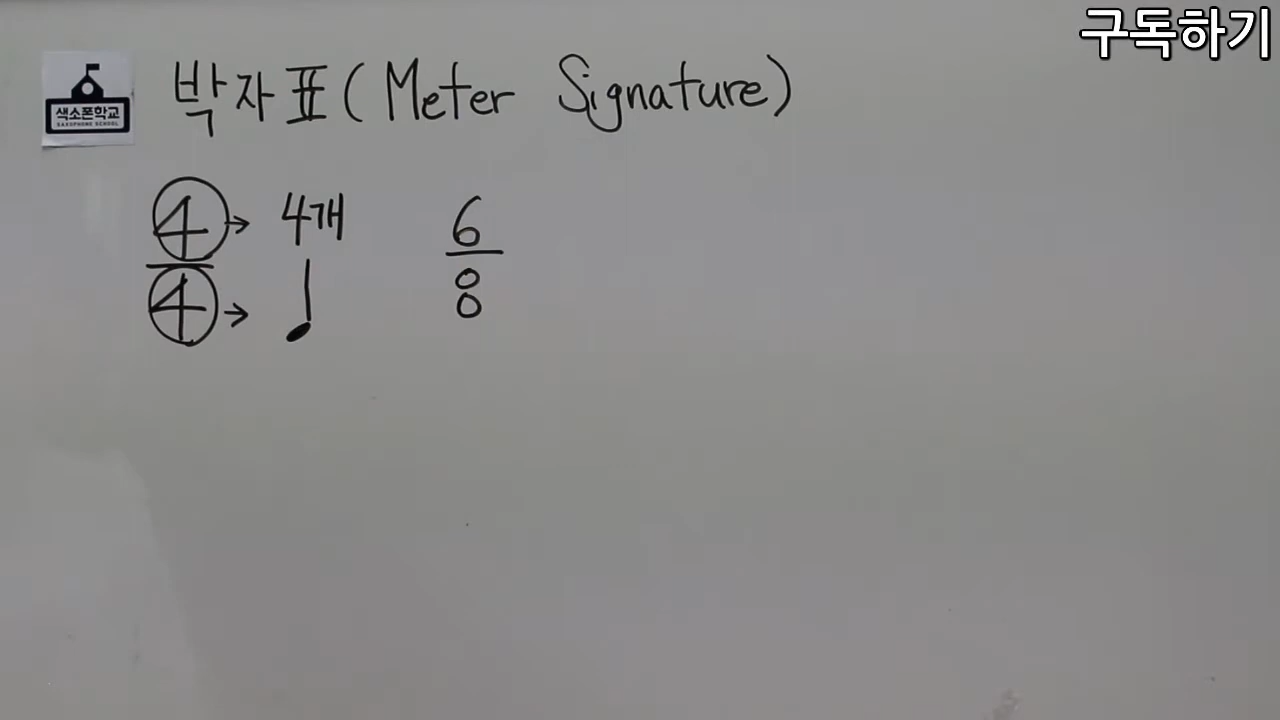 구독하기
박자표(Meter Signature)
색소폰학교
SAXOPHONE SCHOOL
4 → 4개 6
4 → ♩ 8